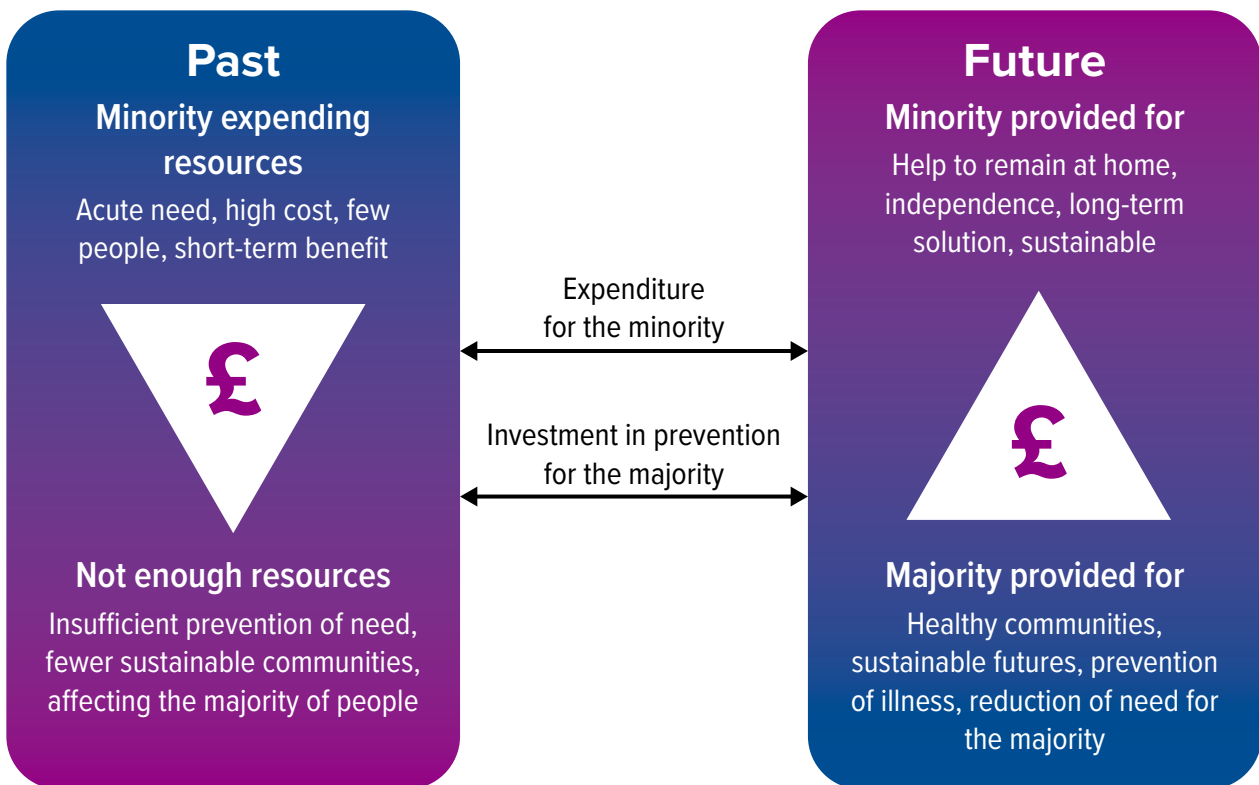 Past
Minority expending
resources
Acute need, high cost, few
people, short-term benefit
£
Not enough resources
Insufficient prevention of need,
fewer sustainable communities,
affecting the majority of people
Expenditure
for the minority
Investment in prevention
for the majority
Future
Minority provided for
Help to remain at home,
independence, long-term
solution, sustainable
£
Majority provided for
Healthy communities,
sustainable futures, prevention
of illness, reduction of need for
the majority